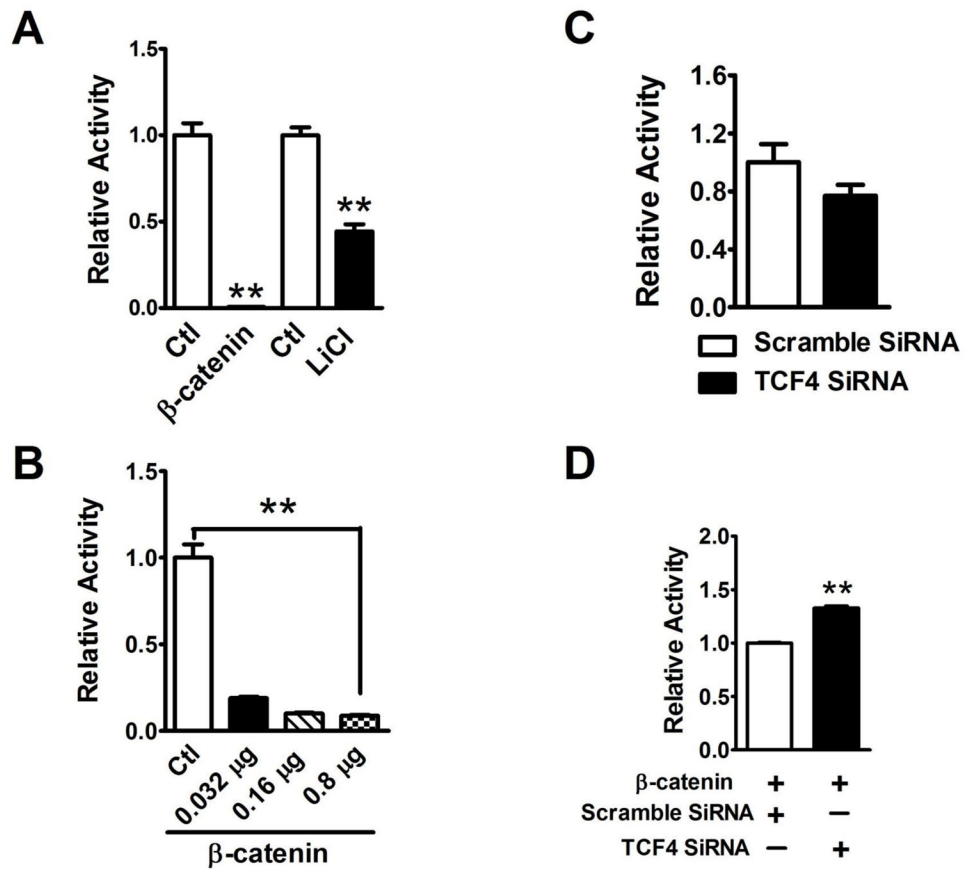 A
Relative Activity
1.5
1.0
0.5
0.0
**
**
Ctl
β-catenin
Ctl
LiCl
B
Relative Activity
1.5
1.0
0.5
0.0
**
Ctl
0.032 μg
0.16 μg
0.8 μg
β-catenin
C
Relative Activity
1.6
1.2
0.8
0.4
0.0
Scramble SiRNA
TCF4 SiRNA
D
Relative Activity
2.0
1.5
1.0
0.5
0.0
**
β-catenin + +
Scramble SiRNA + −
TCF4 SiRNA − +